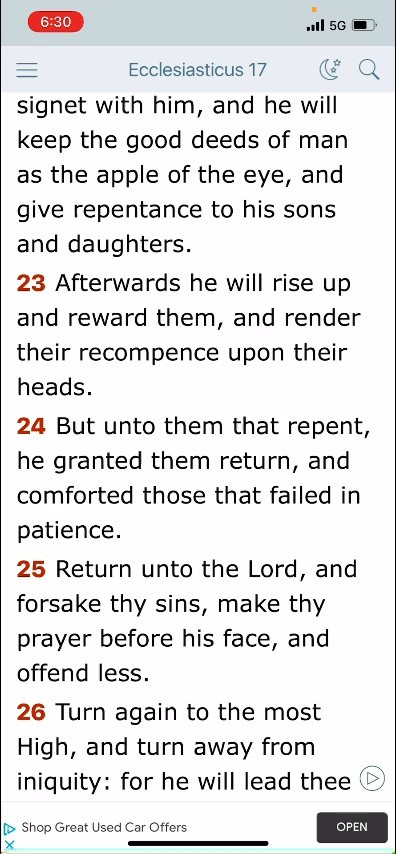 6:30
5G
Ecclesiasticus 17
signet with him, and he will
keep the good deeds of man
as the apple of the eye, and
give repentance to his sons
and daughters.
23 Afterwards he will rise up
and reward them, and render
their recompence upon their
heads.
24 But unto them that repent,
he granted them return, and
comforted those that failed in
patience.
25 Return unto the Lord, and
forsake thy sins, make thy
prayer before his face, and
offend less.
26 Turn again to the most
High, and turn away from
iniquity: for he will lead thee
Shop Great Used Car Offers
OPEN